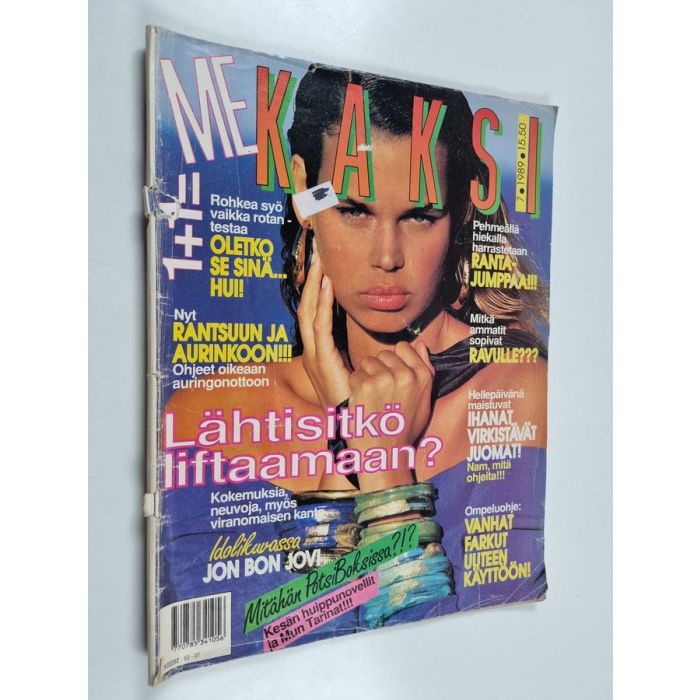 1+1=
ME KAKSI
7 • 1989 • 15,50
Rohkea syö
vaikka rotan -
testaa
OLETKO
SE SINÄ...
HUI!
Nyt
RANTSUUN JA
AURINKOON!!!
Ohjeet oikeaan
auringonottoon
Lähtisitkö
liftaamaan?
Kokemuksia,
neuvoja, myös
viranomaisen kanta
Idolikuvassa
JON BON JOVI
Mitähän PotsiBoksissa?!?
Kesän huippunovellit
ja Mun Tarinat!!!
Pehmeällä
hiekalla
harrastetaan
RANTA-
JUMPPAA!!!
Mitkä
ammatit
sopivat
RAVULLE???
Hellepäivänä
maistuvat
IHANAT,
VIRKISTÄVÄT
JUOMAT!
Nam, mitä
ohjeita!!!
Ompeluohje:
VANHAT
FARKUT
UUTEEN
KÄYTTÖÖN!
770785341056